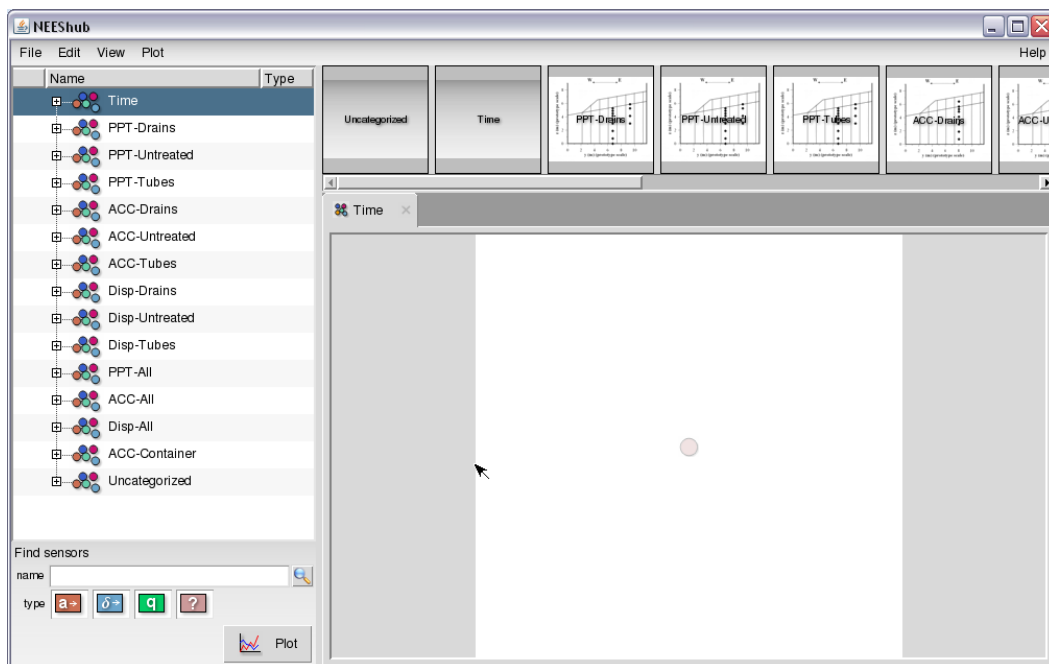 NEEShub
File Edit View Plot Help
Name Type
Time
PPT-Drains
PPT-Untreated
PPT-Tubes
ACC-Drains
ACC-Untreated
ACC-Tubes
Disp-Drains
Disp-Untreated
Disp-Tubes
PPT-All
ACC-All
Disp-All
ACC-Container
Uncategorized
Find sensors
name
type a δ q ?
Plot
Uncategorized Time PPT-Drains PPT-Untreated PPT-Tubes ACC-Drains ACC-U
Time